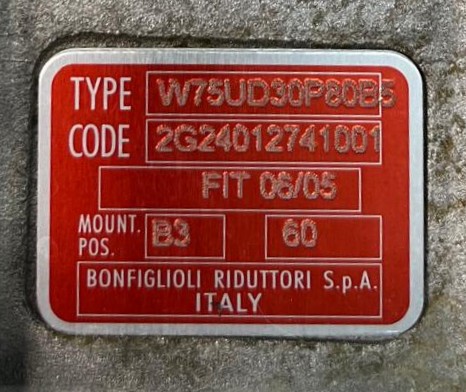 TYPE W75UD30P80B5
CODE 2G24012741001
FIT 06/05
MOUNT. POS. B3 60
BONFIGLIOLI RIDUTTORI S.p.A.
ITALY